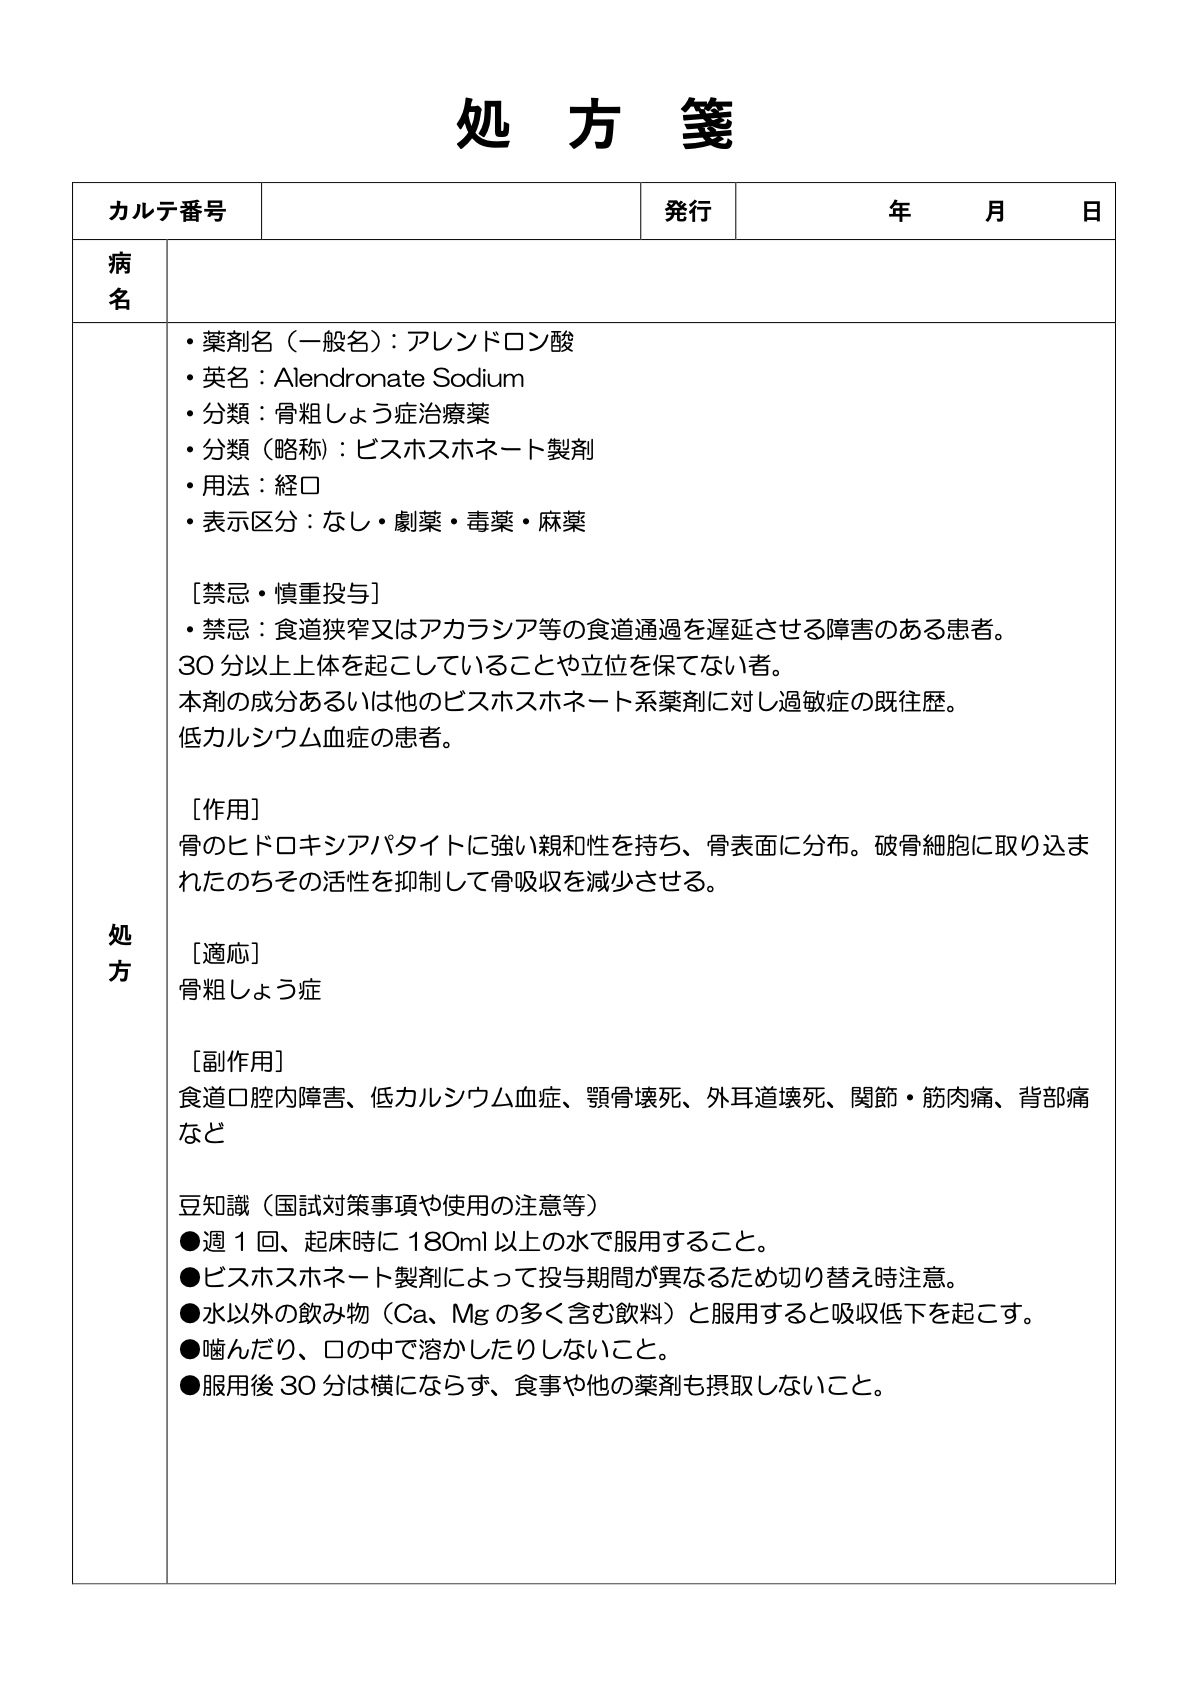 処 方 箋
カルテ番号 発行 年 月 日
病
名
・薬剤名（一般名）：アレンドロン酸
・英名：Alendronate Sodium
・分類：骨粗しょう症治療薬
・分類（略称）：ビスホスホネート製剤
・用法：経口
・表示区分：なし・劇薬・毒薬・麻薬
［禁忌・慎重投与］
・禁忌：食道狭窄又はアカラシア等の食道通過を遅延させる障害のある患者。
30 分以上上体を起こしていることや立位を保てない者。
本剤の成分あるいは他のビスホスホネート系薬剤に対し過敏症の既往歴。
低カルシウム血症の患者。
［作用］
骨のヒドロキシアパタイトに強い親和性を持ち、骨表面に分布。破骨細胞に取り込ま
れたのちその活性を抑制して骨吸収を減少させる。
処
方
［適応］
骨粗しょう症
［副作用］
食道口腔内障害、低カルシウム血症、顎骨壊死、外耳道壊死、関節・筋肉痛、背部痛
など
豆知識（国試対策事項や使用の注意等）
●週 1 回、起床時に 180ml 以上の水で服用すること。
●ビスホスホネート製剤によって投与期間が異なるため切り替え時注意。
●水以外の飲み物（Ca、Mg の多く含む飲料）と服用すると吸収低下を起こす。
●噛んだり、口の中で溶かしたりしないこと。
●服用後 30 分は横にならず、食事や他の薬剤も摂取しないこと。